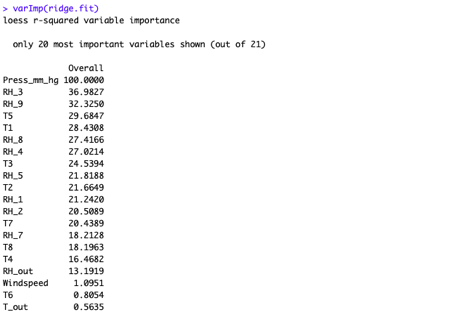 > varImp(ridge.fit)
loess r-squared variable importance
only 20 most important variables shown (out of 21)
Overall
Press_mm_hg 100.0000
RH_3 36.9827
RH_9 32.3250
T5 29.6847
T1 28.4308
RH_8 27.4166
RH_4 27.0214
T3 24.5394
RH_5 21.8188
T2 21.6649
RH_1 21.2420
RH_2 20.5089
T7 20.4389
RH_7 18.2128
T8 18.1963
T4 16.4682
RH_out 13.1919
Windspeed 1.0951
T6 0.8054
T_out 0.5635